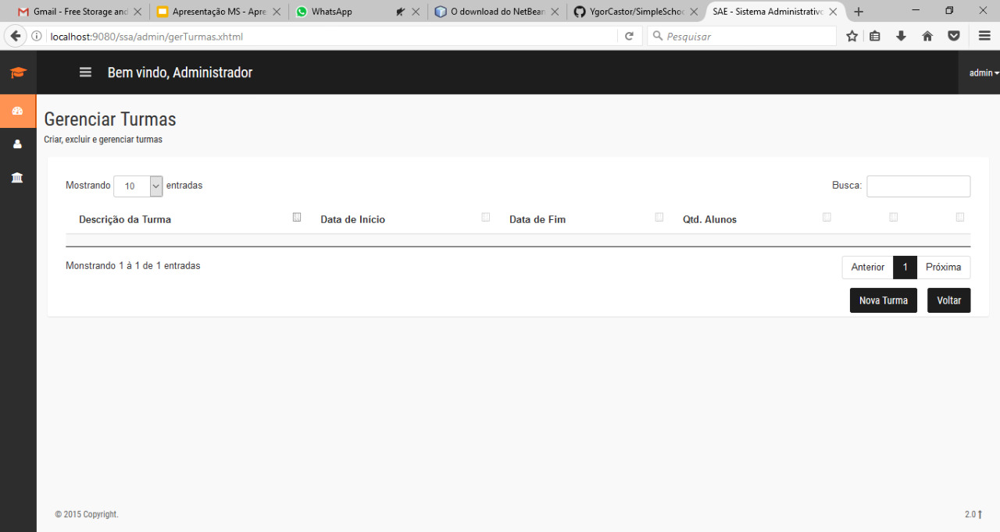 Gmail - Free Storage and
Apresentação MS - Apre
WhatsApp
O download do NetBean
YgorCastor/SimpleSchoo
SAE - Sistema Administrativo
localhost:9080/ssa/admin/gerTurmas.xhtml
Pesquisar
Bem vindo, Administrador
admin
Gerenciar Turmas
Criar, excluir e gerenciar turmas
Mostrando 10 entradas
Busca:
Descrição da Turma Data de Início Data de Fim Qtd. Alunos
Monstrando 1 à 1 de 1 entradas
Anterior 1 Próxima
Nova Turma Voltar
© 2015 Copyright.
2.0